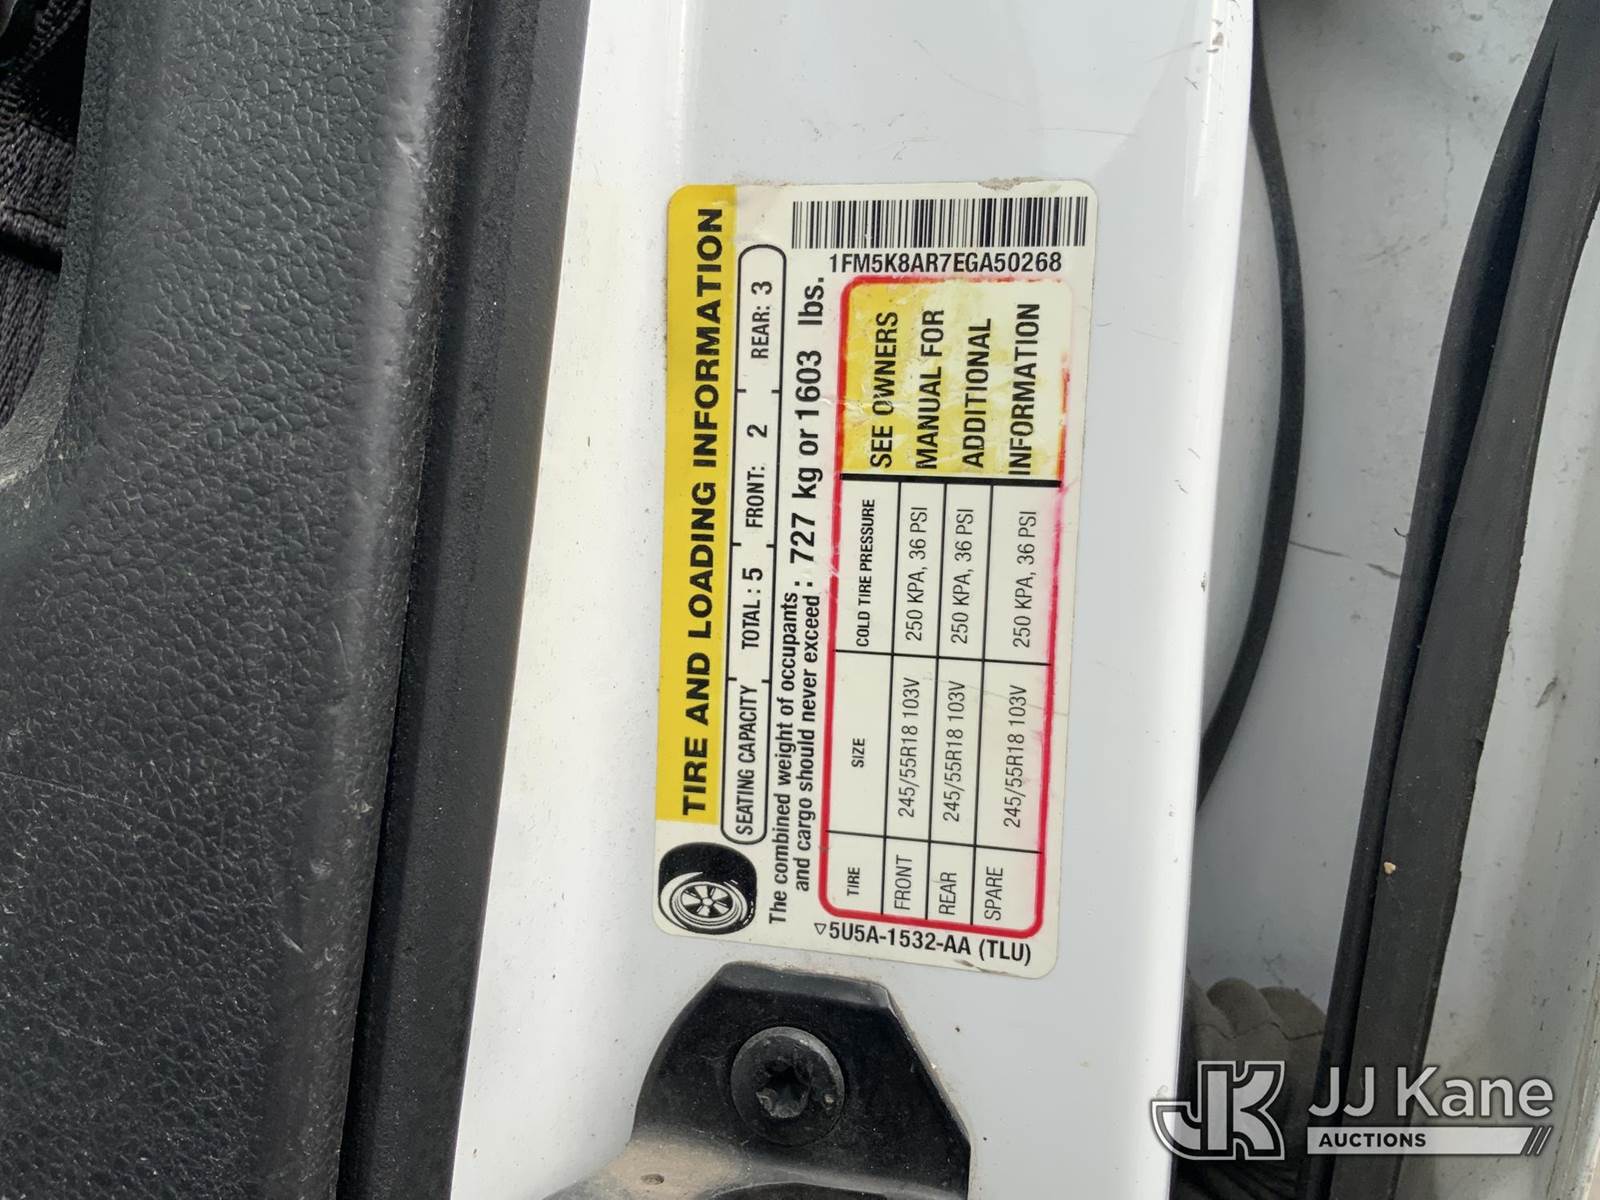 TIRE AND LOADING INFORMATION
SEATING CAPACITY TOTAL: 5 FRONT: 2 REAR: 3
The combined weight of occupants
and cargo should never exceed : 727 kg or 1603 lbs.
TIRE SIZE COLD TIRE PRESSURE
FRONT 245/55R18 103V 250 KPA, 36 PSI
REAR 245/55R18 103V 250 KPA, 36 PSI
SPARE 245/55R18 103V 250 KPA, 36 PSI
SEE OWNERS
MANUAL FOR
ADDITIONAL
INFORMATION
1FM5K8AR7EGA50268
5U5A-1532-AA (TLU)
JK JJ Kane
AUCTIONS